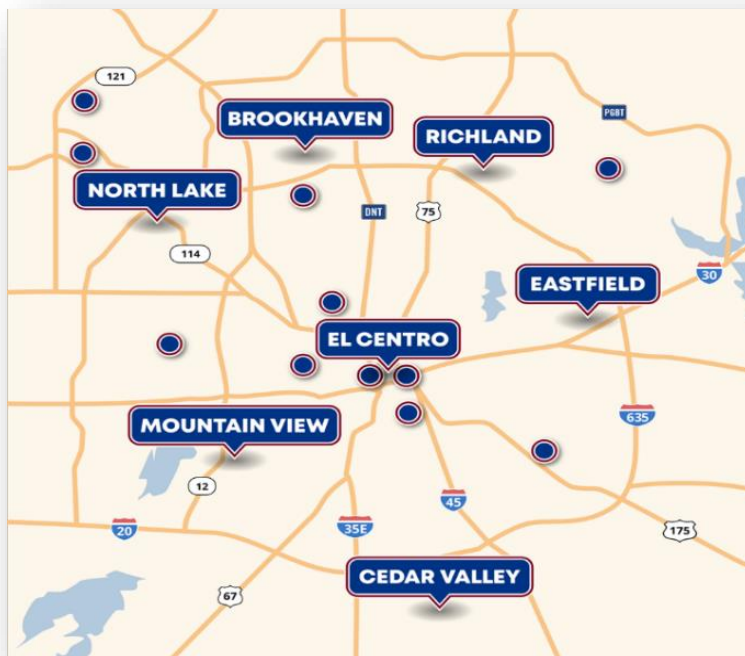 121
BROOKHAVEN
PGBT
RICHLAND
NORTH LAKE
DNT
75
114
30
EASTFIELD
EL CENTRO
635
MOUNTAIN VIEW
12
45
20
35E
175
CEDAR VALLEY
67